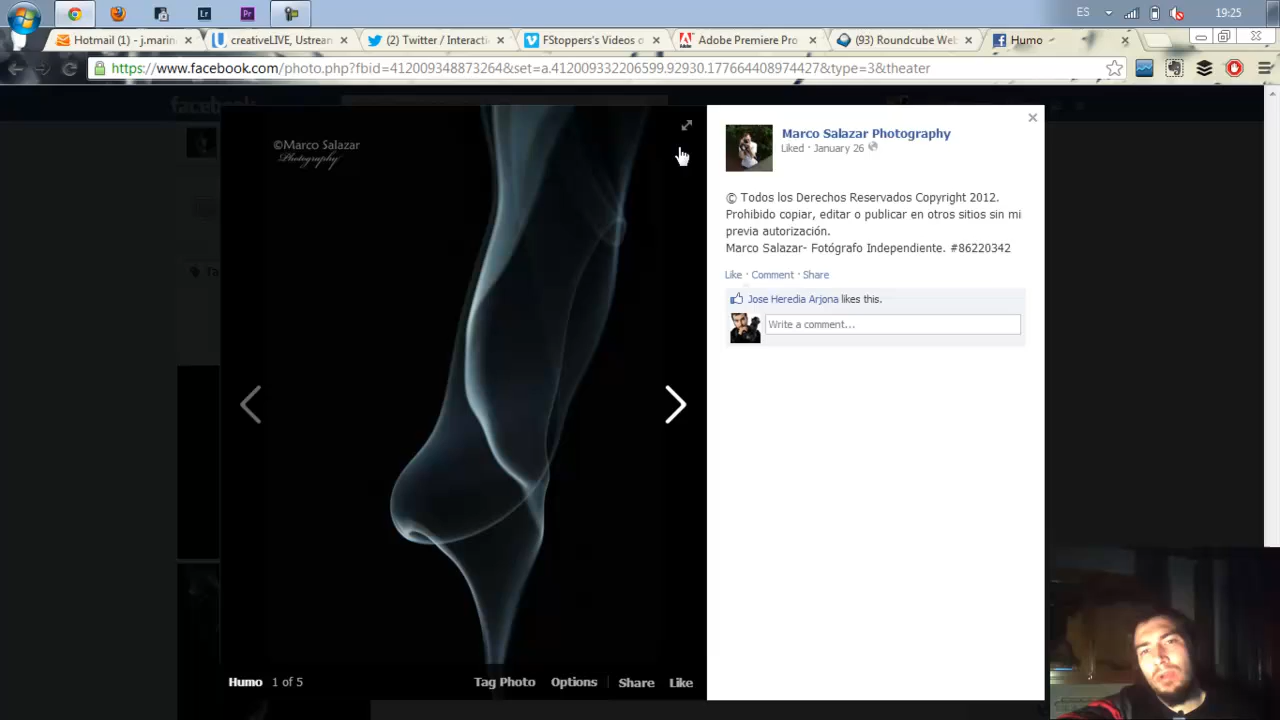 ES
19:25
Hotmail (1) - j.marin
creativeLIVE, Ustream
(2) Twitter / Interacti
FStoppers's Videos o
Adobe Premiere Pro
(93) Roundcube Web
Humo
https://www.facebook.com/photo.php?fbid=412009348873264&set=a.412009332206599.92930.177664408974427&type=3&theater
facebook
©Marco Salazar
Photography
Marco Salazar Photography
Liked · January 26
© Todos los Derechos Reservados Copyright 2012.
Prohibido copiar, editar o publicar en otros sitios sin mi
previa autorización.
Marco Salazar- Fotógrafo Independiente. #86220342
Like · Comment · Share
Jose Heredia Arjona likes this.
Write a comment...
Humo 1 of 5
Tag Photo Options Share Like